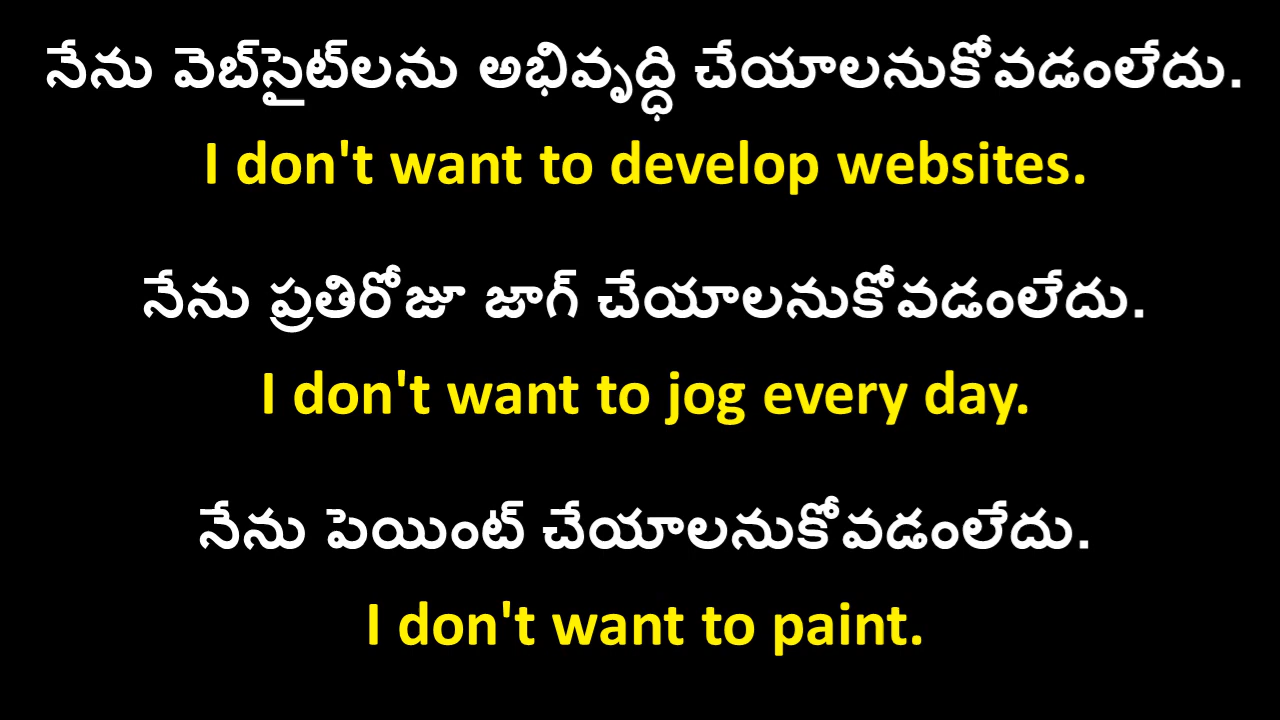 నేను వెబ్‌సైట్‌లను అభివృద్ధి చేయాలనుకోవడంలేదు.
I don't want to develop websites.
నేను ప్రతిరోజూ జాగ్ చేయాలనుకోవడంలేదు.
I don't want to jog every day.
నేను పెయింట్ చేయాలనుకోవడంలేదు.
I don't want to paint.